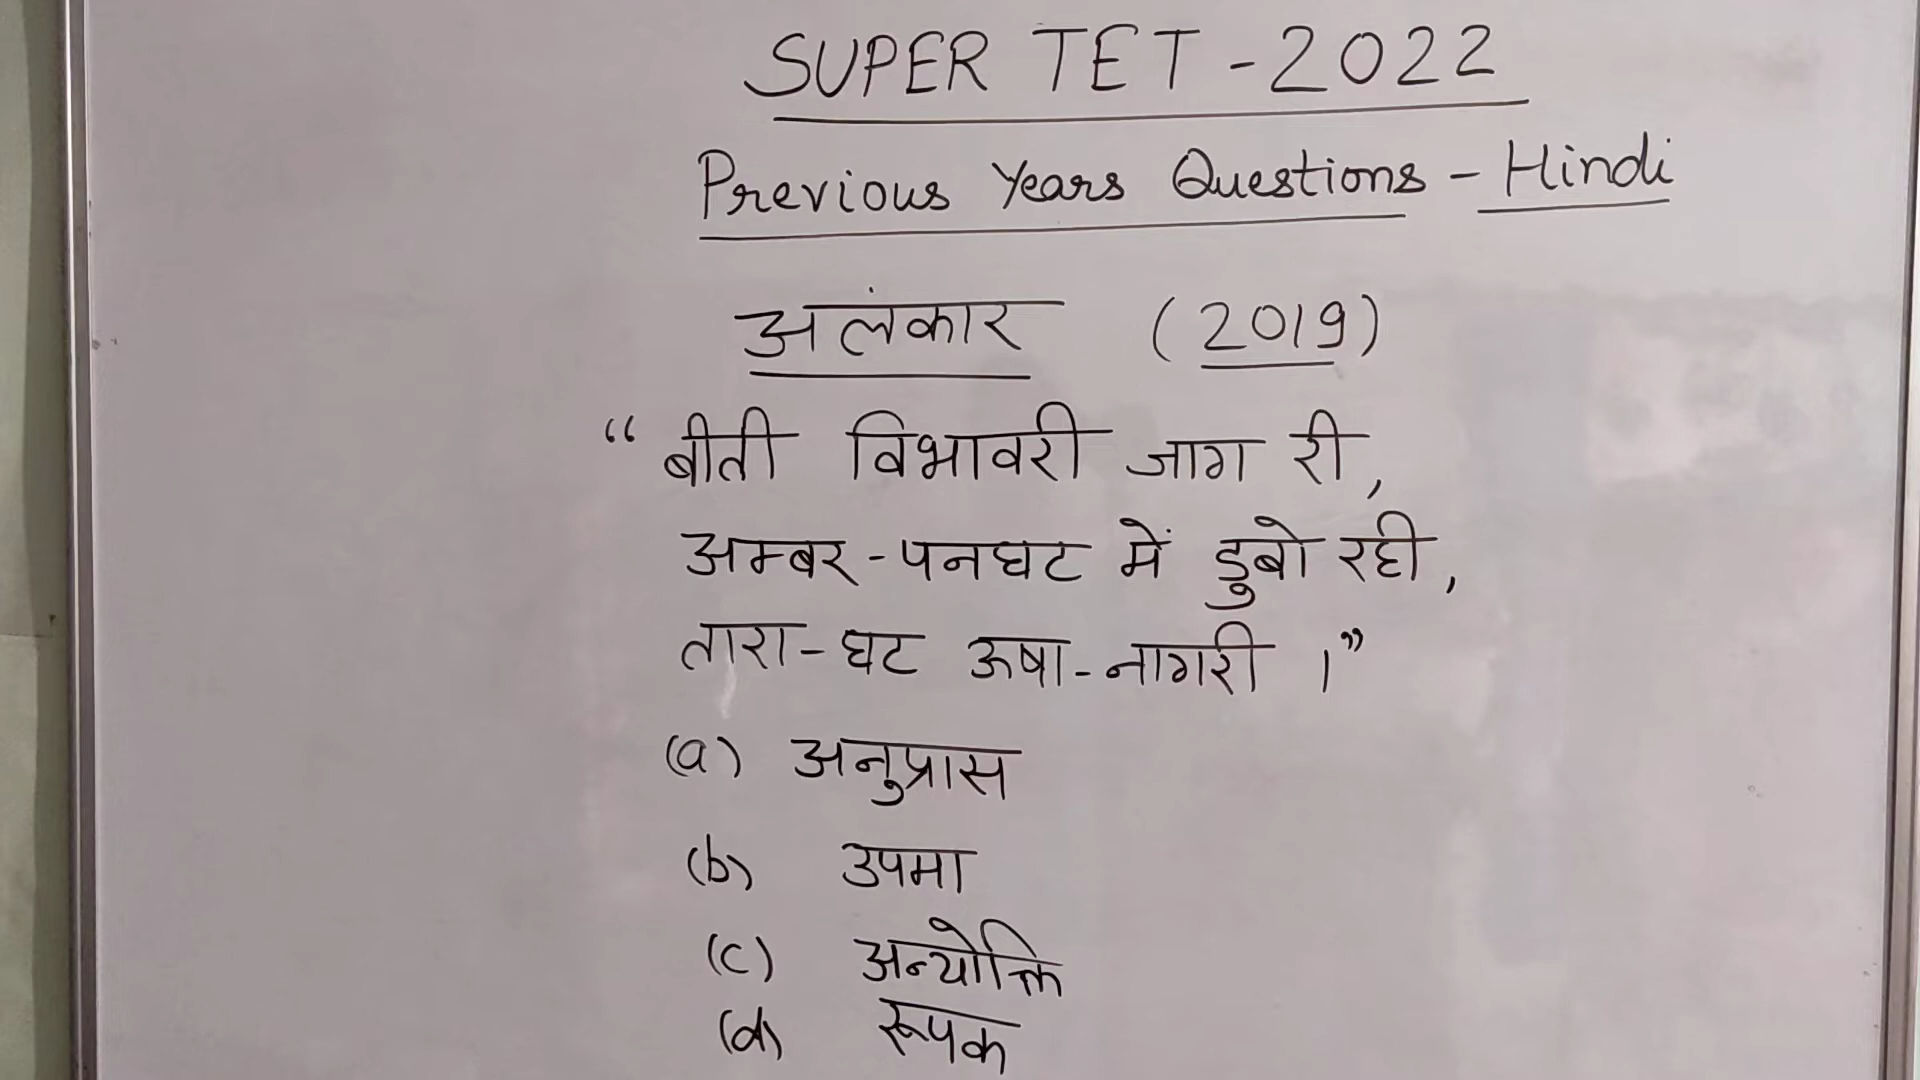 SUPER TET - 2022
Previous Years Questions - Hindi
अलंकार (2019)
“बीती विभावरी जाग री,
अम्बर-पनघट में डुबो रही,
तारा-घट ऊषा-नागरी ।”
(a) अनुप्रास
(b) उपमा
(c) अन्योक्ति
(d) रूपक